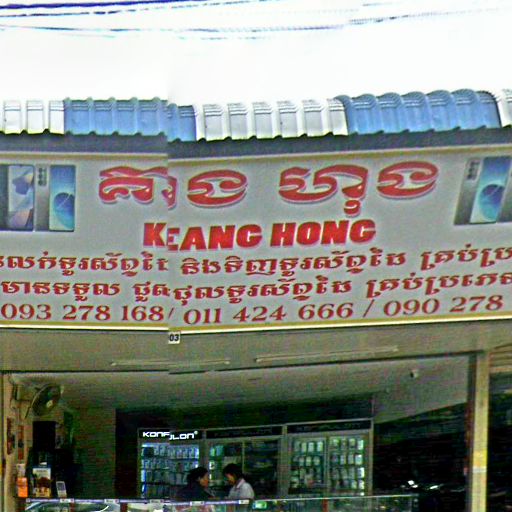 គាង ហុង
KEANG HONG
លក់ទូរស័ព្ទដៃ និងទិញទូរស័ព្ទដៃ គ្រប់ប្រ
មានទទួល ជួសជុលទូរស័ព្ទដៃ គ្រប់ប្រភេទ
093 278 168 / 011 424 666 / 090 278
03
KONFULON